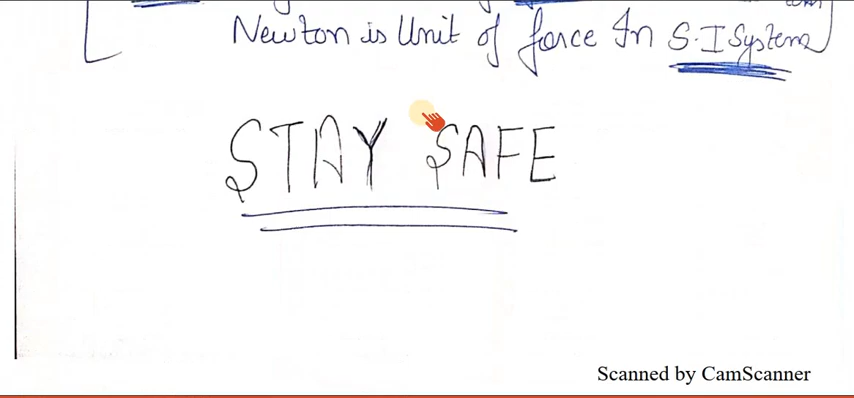 Newton is Unit of force In S.I System
STAY SAFE
Scanned by CamScanner